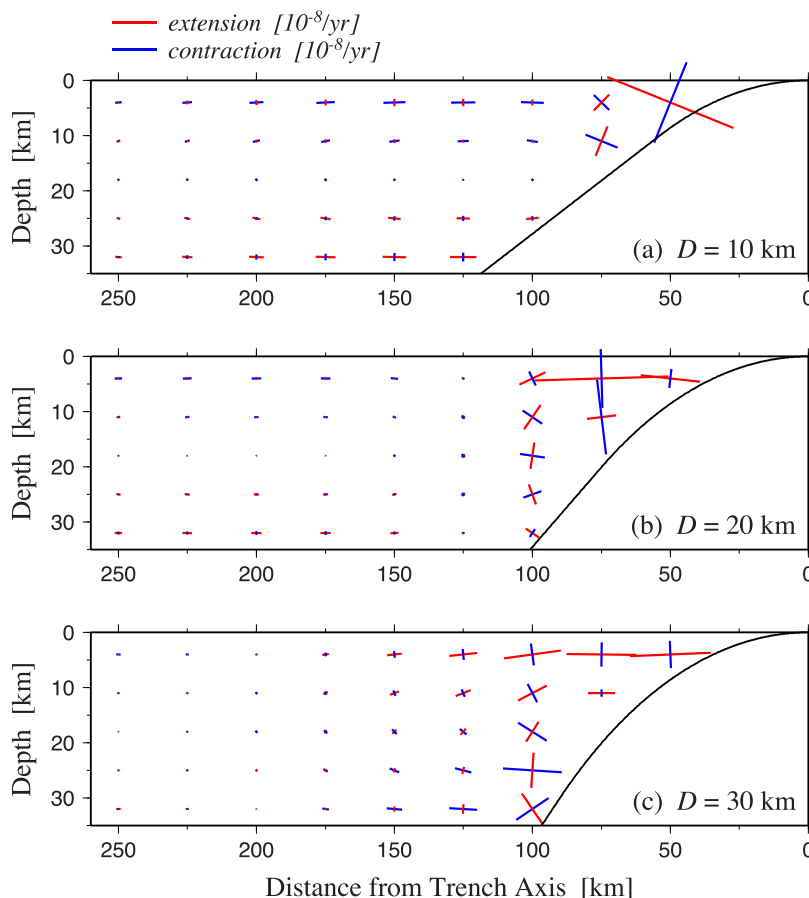 extension [10⁻⁸/yr]
contraction [10⁻⁸/yr]
Depth [km]
0
10
20
30
(a) D = 10 km
250 200 150 100 50 0
Depth [km]
0
10
20
30
(b) D = 20 km
250 200 150 100 50 0
Depth [km]
0
10
20
30
(c) D = 30 km
250 200 150 100 50 0
Distance from Trench Axis [km]